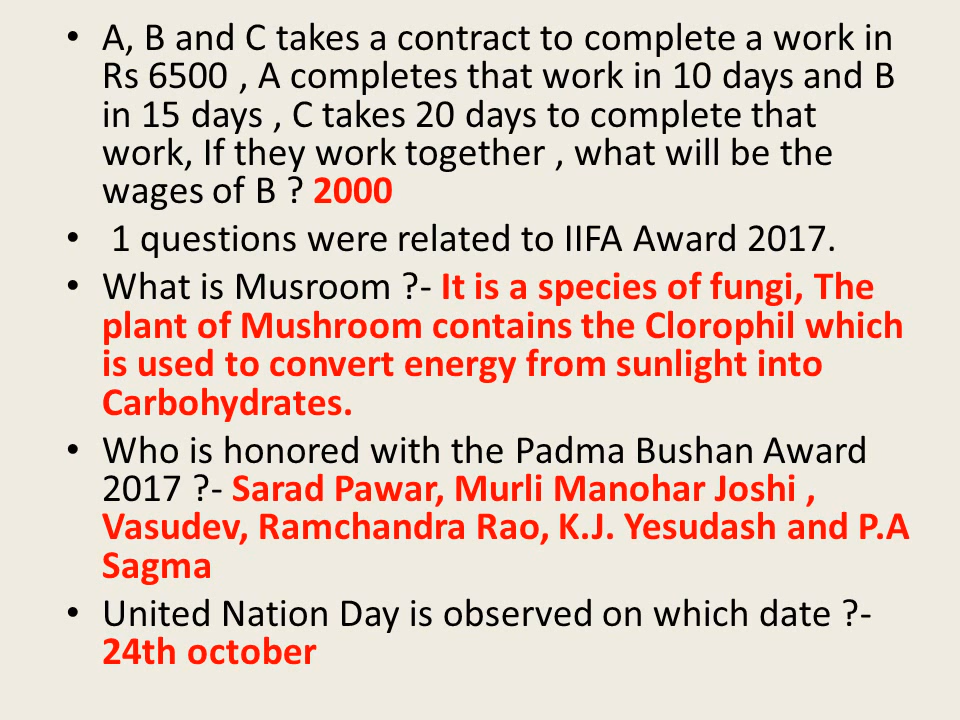 • A, B and C takes a contract to complete a work in
Rs 6500 , A completes that work in 10 days and B
in 15 days , C takes 20 days to complete that
work, If they work together , what will be the
wages of B ? 2000
• 1 questions were related to IIFA Award 2017.
• What is Musroom ?- It is a species of fungi, The
plant of Mushroom contains the Clorophil which
is used to convert energy from sunlight into
Carbohydrates.
• Who is honored with the Padma Bushan Award
2017 ?- Sarad Pawar, Murli Manohar Joshi ,
Vasudev, Ramchandra Rao, K.J. Yesudash and P.A
Sagma
• United Nation Day is observed on which date ?-
24th october